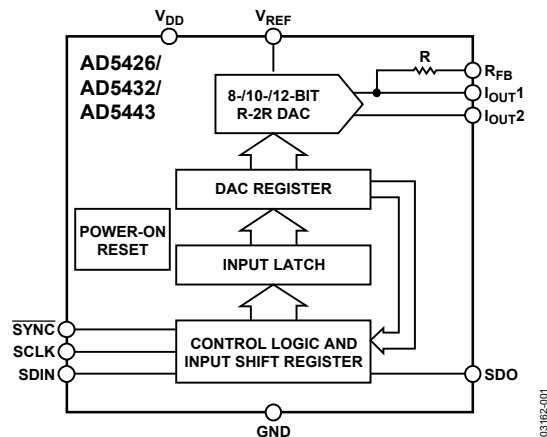 VDD
VREF
AD5426/
AD5432/
AD5443
R
RFB
8-/10-/12-BIT
R-2R DAC
IOUT1
IOUT2
DAC REGISTER
POWER-ON
RESET
INPUT LATCH
SYNC
SCLK
SDIN
CONTROL LOGIC AND
INPUT SHIFT REGISTER
SDO
GND
03162-001